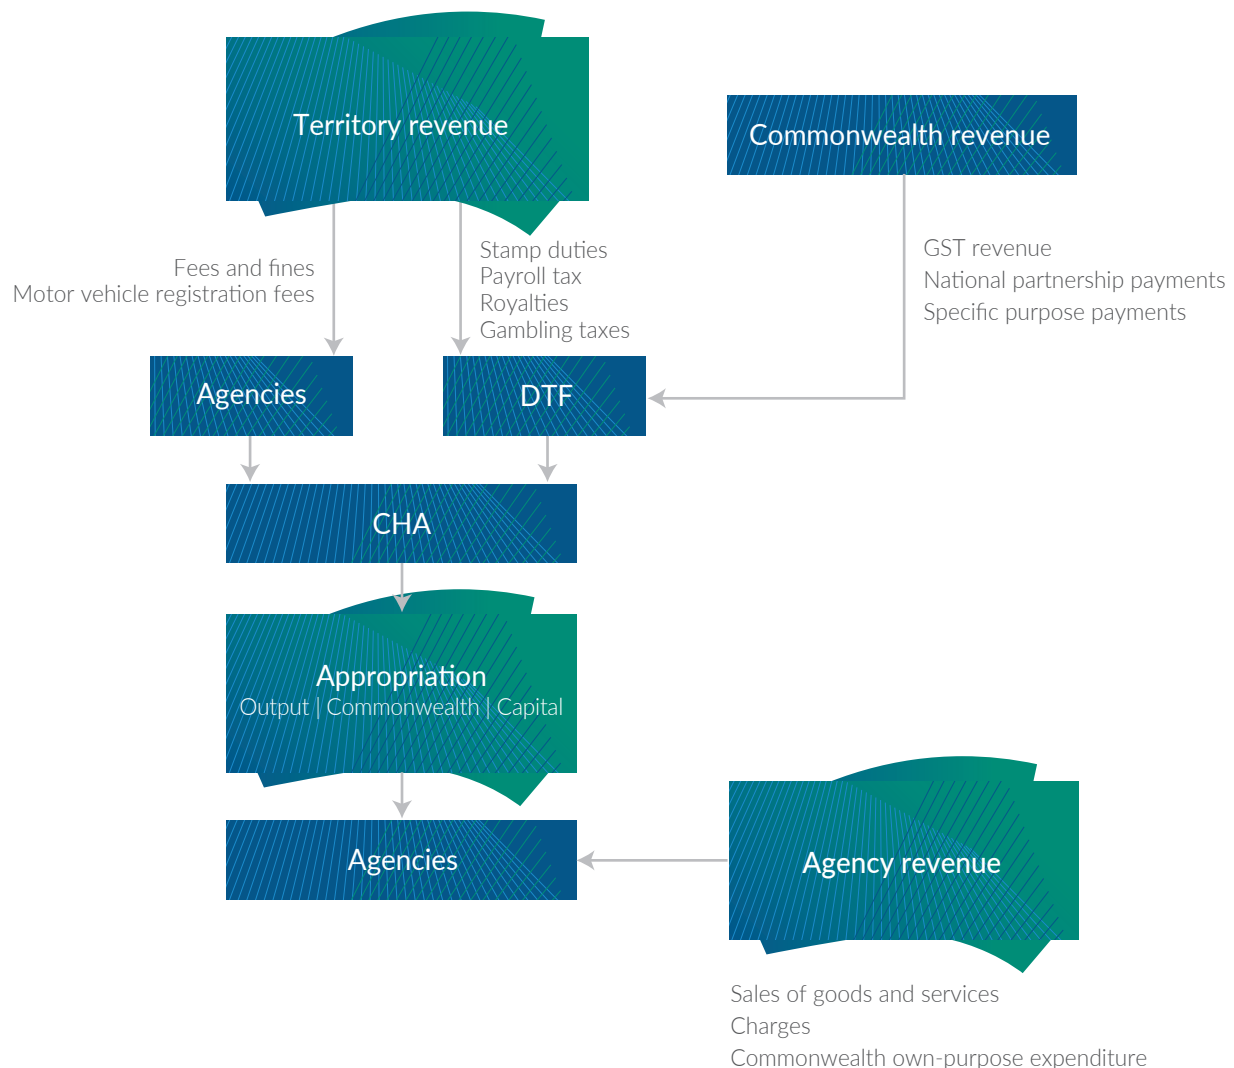 Territory revenue
Commonwealth revenue
Fees and fines
Motor vehicle registration fees
Stamp duties
Payroll tax
Royalties
Gambling taxes
GST revenue
National partnership payments
Specific purpose payments
Agencies
DTF
CHA
Appropriation
Output | Commonwealth | Capital
Agencies
Agency revenue
Sales of goods and services
Charges
Commonwealth own-purpose expenditure